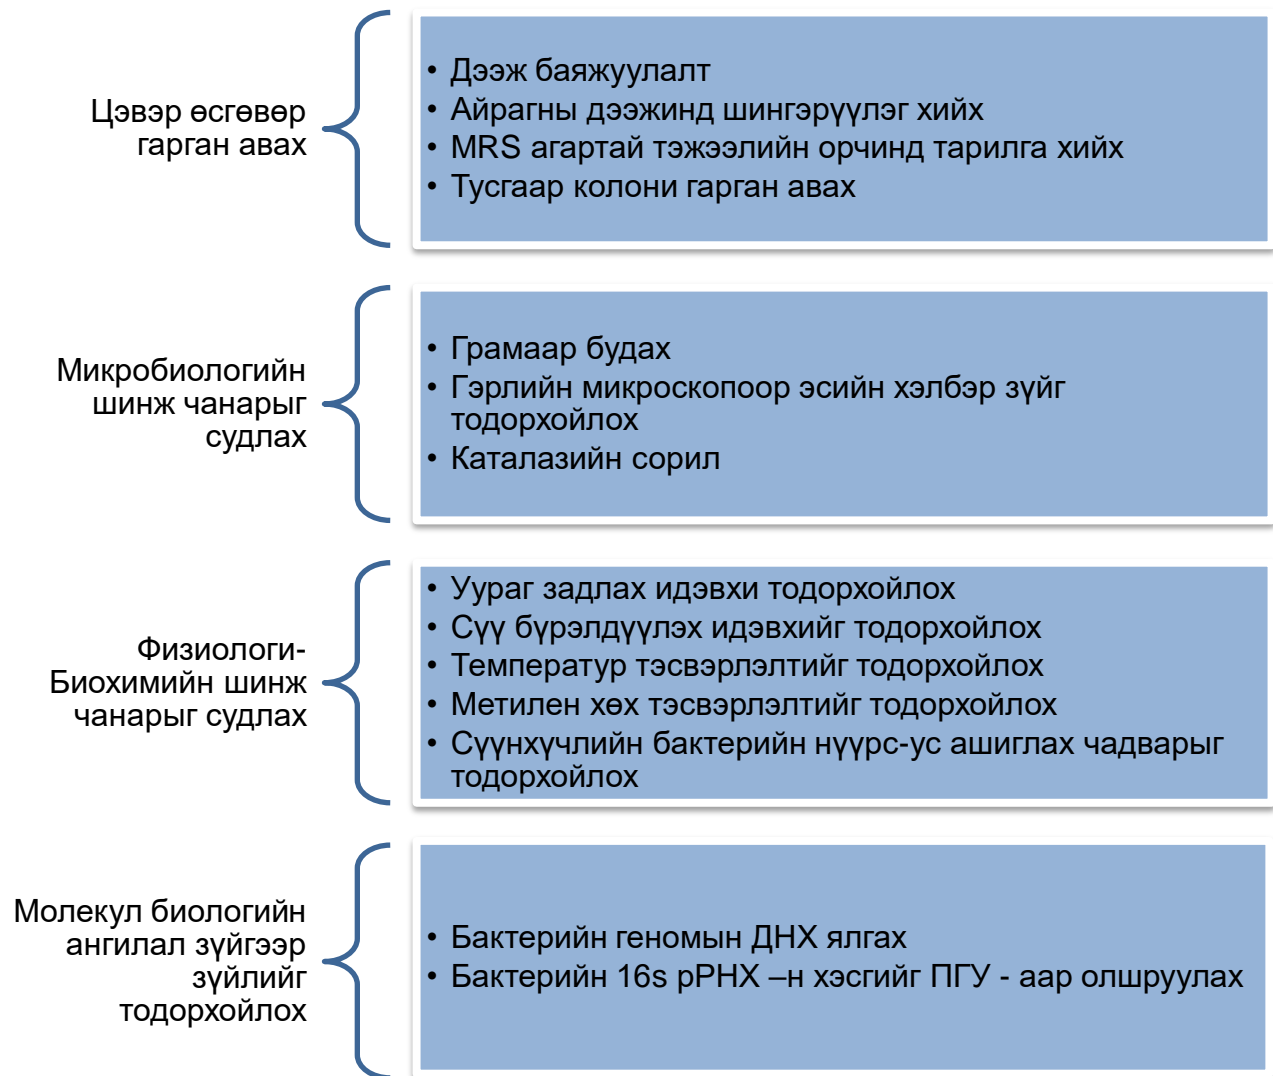 Цэвэр өсгөвөр
гарган авах
• Дээж баяжуулалт
• Айрагны дээжинд шингэрүүлэг хийх
• MRS агартай тэжээлийн орчинд тарилга хийх
• Тусгаар колони гарган авах
Микробиологийн
шинж чанарыг
судлах
• Грамаар будах
• Гэрлийн микроскопоор эсийн хэлбэр зүйг
тодорхойлох
• Каталазийн сорил
Физиологи-
Биохимийн шинж
чанарыг судлах
• Уураг задлах идэвхи тодорхойлох
• Сүү бүрэлдүүлэх идэвхийг тодорхойлох
• Температур тэсвэрлэлтийг тодорхойлох
• Метилен хөх тэсвэрлэлтийг тодорхойлох
• Сүүнхүчлийн бактерийн нүүрс-ус ашиглах чадварыг
тодорхойлох
Молекул биологийн
ангилал зүйгээр
зүйлийг
тодорхойлох
• Бактерийн геномын ДНХ ялгах
• Бактерийн 16s рРНХ –н хэсгийг ПГУ - аар олшруулах